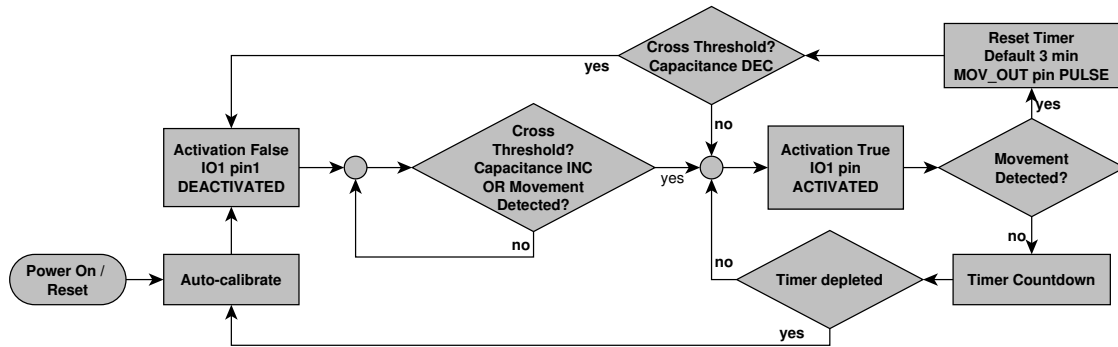 Cross Threshold?
Capacitance DEC
Reset Timer
Default 3 min
MOV_OUT pin PULSE
yes
yes
no
Activation False
IO1 pin1
DEACTIVATED
Cross
Threshold?
Capacitance INC
OR Movement
Detected?
yes
Activation True
IO1 pin
ACTIVATED
Movement
Detected?
no
no
no
Power On /
Reset
Auto-calibrate
Timer depleted
Timer Countdown
yes